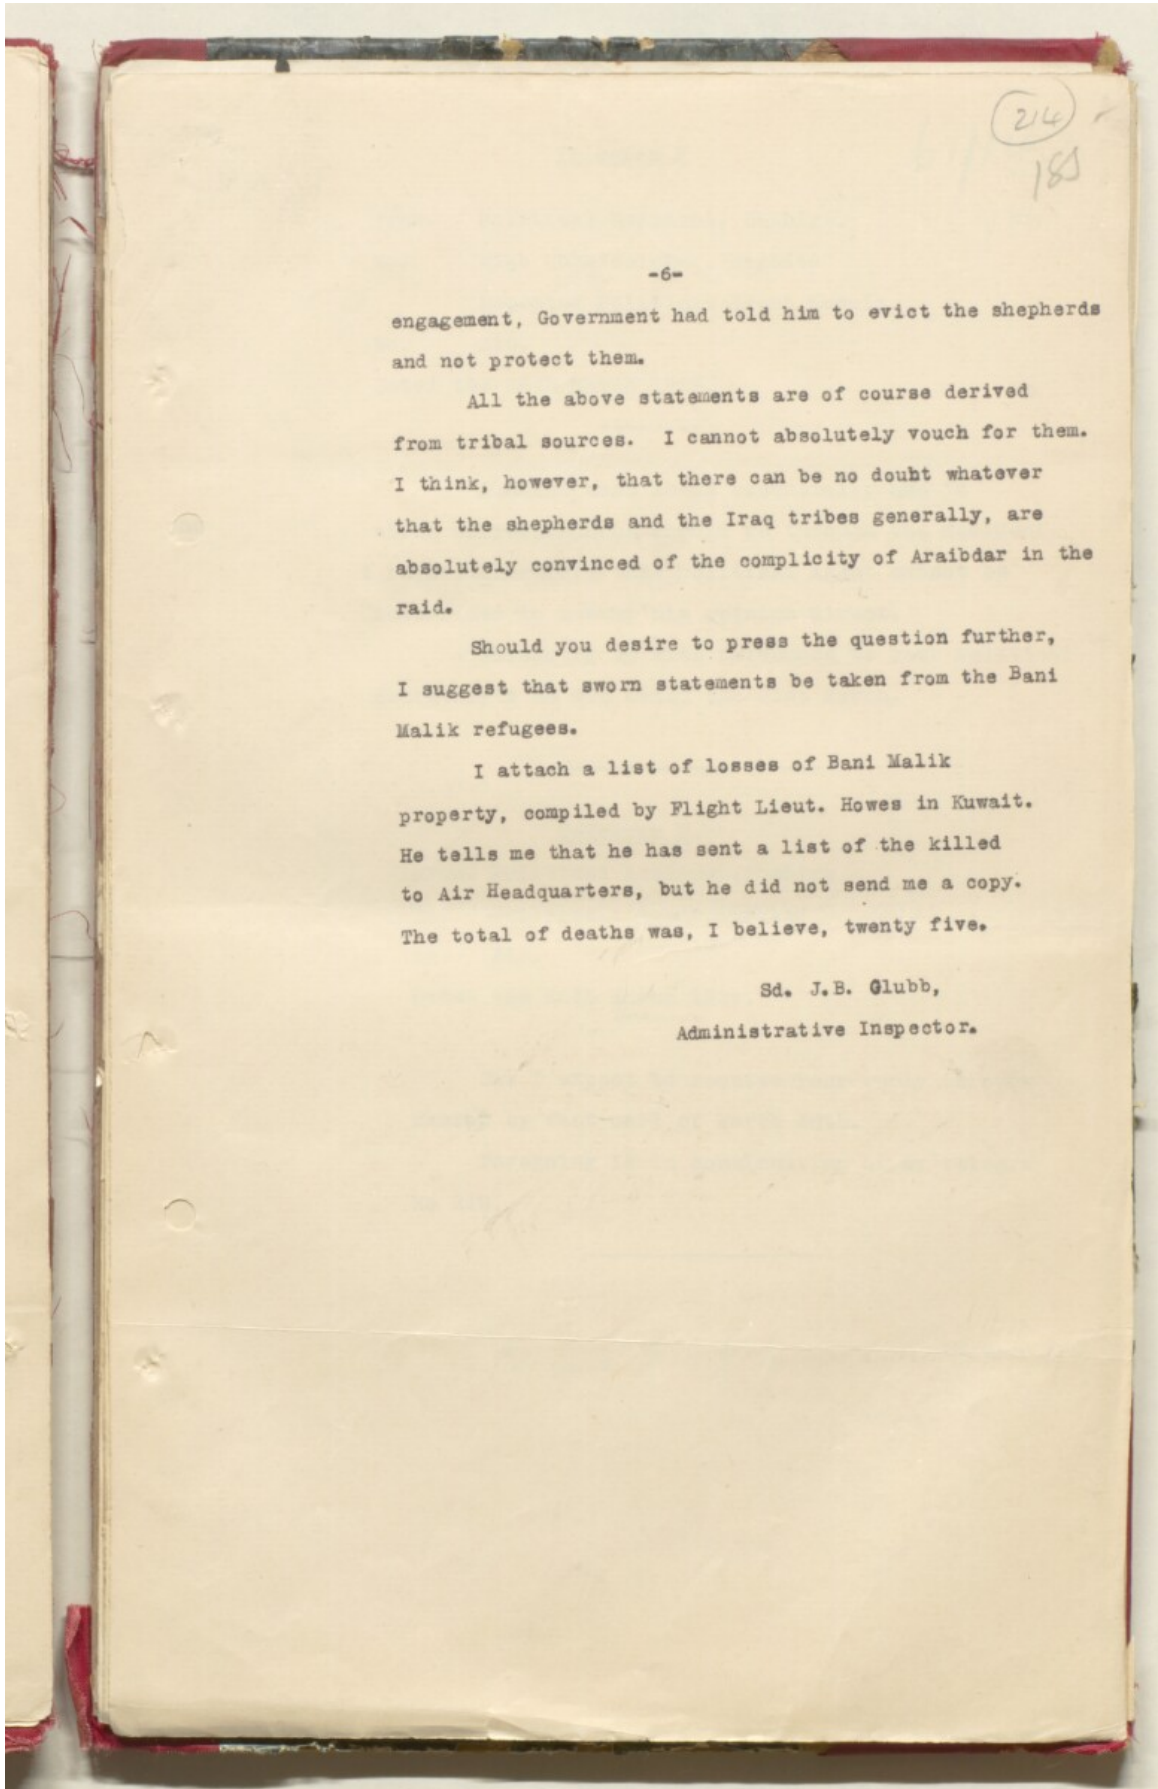 214
185
-6-
engagement, Government had told him to evict the shepherds
and not protect them.
All the above statements are of course derived
from tribal sources. I cannot absolutely vouch for them.
I think, however, that there can be no doubt whatever
that the shepherds and the Iraq tribes generally, are
absolutely convinced of the complicity of Araibdar in the
raid.
Should you desire to press the question further,
I suggest that sworn statements be taken from the Bani
Malik refugees.
I attach a list of losses of Bani Malik
property, compiled by Flight Lieut. Howes in Kuwait.
He tells me that he has sent a list of the killed
to Air Headquarters, but he did not send me a copy.
The total of deaths was, I believe, twenty five.
Sd. J.B. Glubb,
Administrative Inspector.